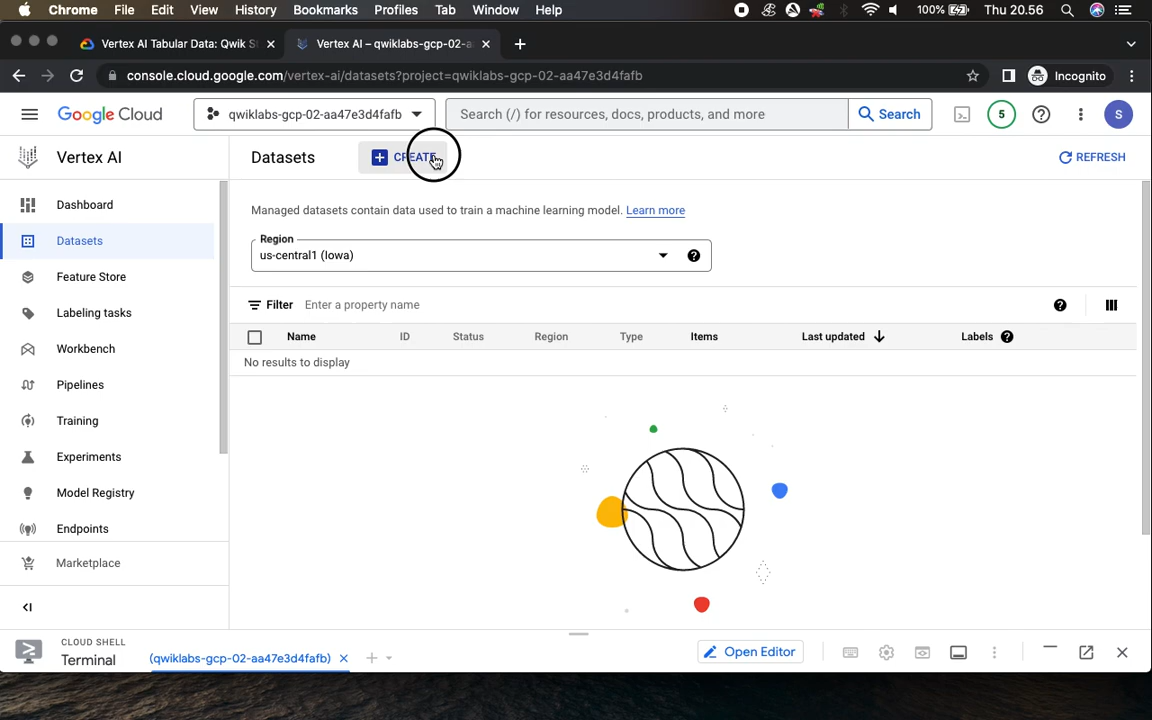 Chrome File Edit View History Bookmarks Profiles Tab Window Help 100% Thu 20.56
Vertex AI Tabular Data: Qwik S
Vertex AI – qwiklabs-gcp-02-a
console.cloud.google.com/vertex-ai/datasets?project=qwiklabs-gcp-02-aa47e3d4fafb
Incognito
Google Cloud
qwiklabs-gcp-02-aa47e3d4fafb
Search (/) for resources, docs, products, and more
Search
5
S
Vertex AI
Datasets
CREATE
REFRESH
Dashboard
Datasets
Feature Store
Labeling tasks
Workbench
Pipelines
Training
Experiments
Model Registry
Endpoints
Marketplace
Managed datasets contain data used to train a machine learning model. Learn more
Region
us-central1 (Iowa)
Filter Enter a property name
Name ID Status Region Type Items Last updated Labels
No results to display
CLOUD SHELL
Terminal
(qwiklabs-gcp-02-aa47e3d4fafb)
Open Editor